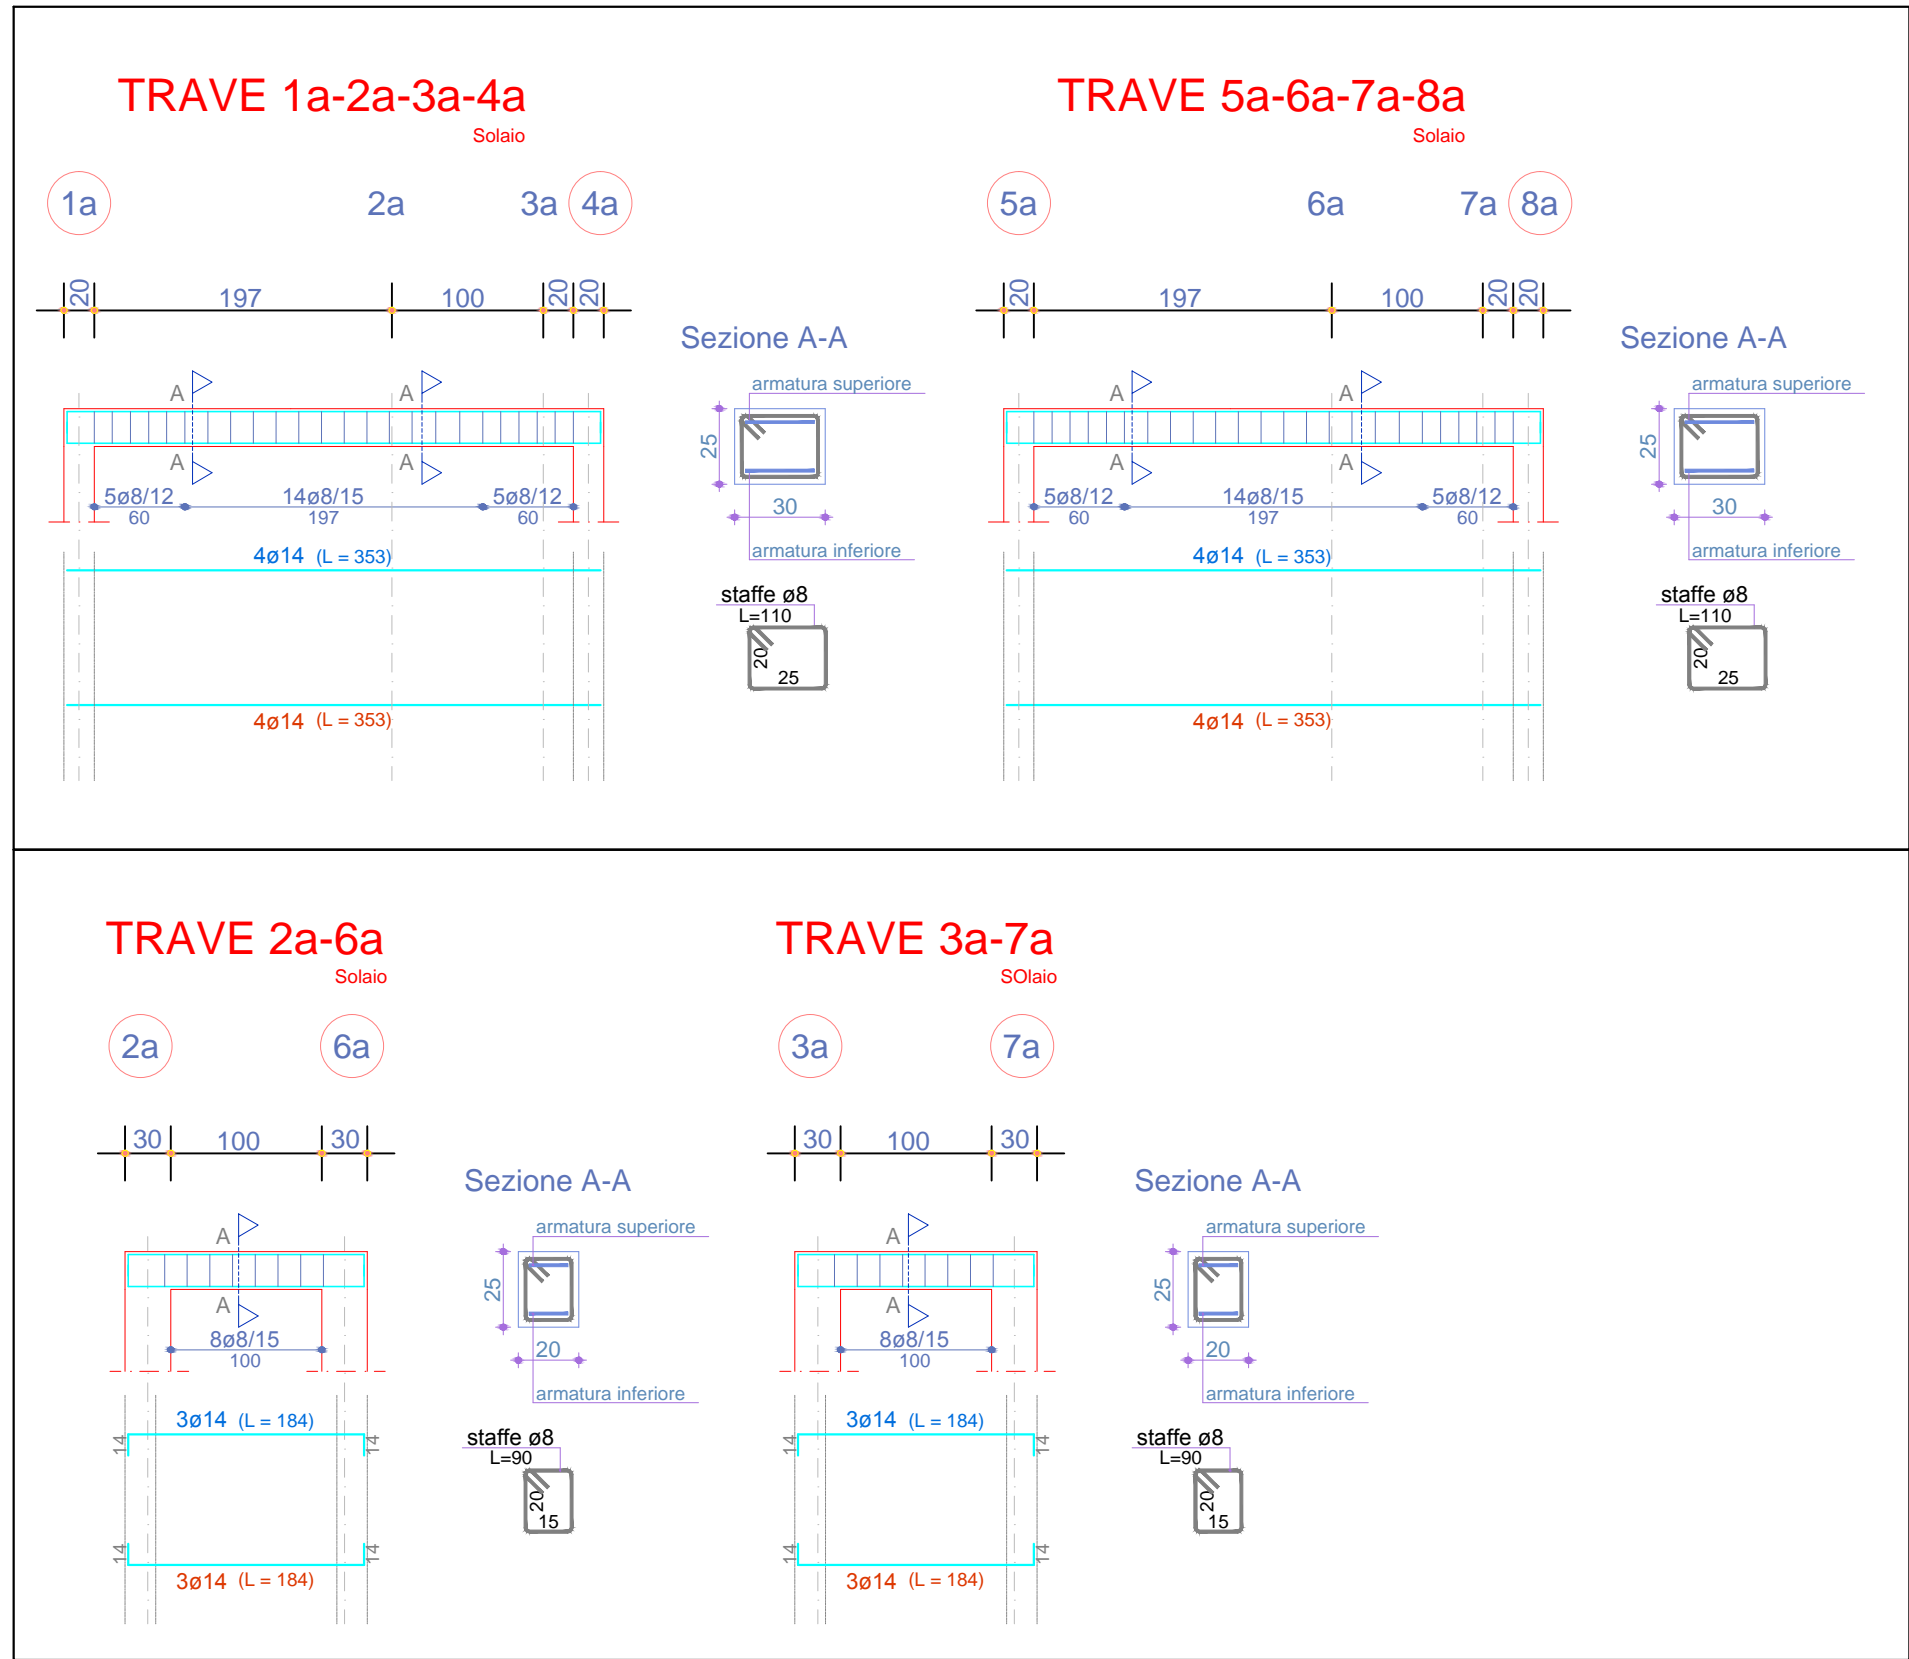 TRAVE 1a-2a-3a-4a
Solaio
1a 2a 3a 4a
20 197 100 20 20
Sezione A-A
armatura superiore
A A
A A
25
30
armatura inferiore
5ø8/12 14ø8/15 5ø8/12
60 197 60
4ø14 (L = 353)
4ø14 (L = 353)
staffe ø8
L=110
20
25
TRAVE 5a-6a-7a-8a
Solaio
5a 6a 7a 8a
20 197 100 20 20
Sezione A-A
armatura superiore
A A
A A
25
30
armatura inferiore
5ø8/12 14ø8/15 5ø8/12
60 197 60
4ø14 (L = 353)
4ø14 (L = 353)
staffe ø8
L=110
20
25
TRAVE 2a-6a
Solaio
2a 6a
30 100 30
Sezione A-A
armatura superiore
A
A
25
20
armatura inferiore
8ø8/15
100
3ø14 (L = 184)
14 14
14 14
3ø14 (L = 184)
staffe ø8
L=90
20
15
TRAVE 3a-7a
SOlaio
3a 7a
30 100 30
Sezione A-A
armatura superiore
A
A
25
20
armatura inferiore
8ø8/15
100
3ø14 (L = 184)
14 14
14 14
3ø14 (L = 184)
staffe ø8
L=90
20
15